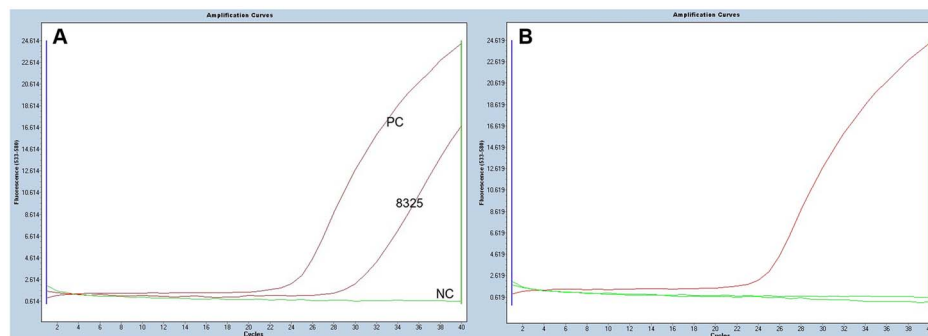 Amplification Curves
A
24.614
22.614
20.614
18.614
16.614
14.614
12.614
10.614
8.614
6.614
4.614
2.614
0.614
Fluorescence (533-580)
PC
8325
NC
2 4 6 8 10 12 14 16 18 20 22 24 26 28 30 32 34 36 38 40
Cycles
Amplification Curves
B
24.619
22.619
20.619
18.619
16.619
14.619
12.619
10.619
8.619
6.619
4.619
2.619
0.619
Fluorescence (533-580)
2 4 6 8 10 12 14 16 18 20 22 24 26 28 30 32 34 36 38 4
Cycles